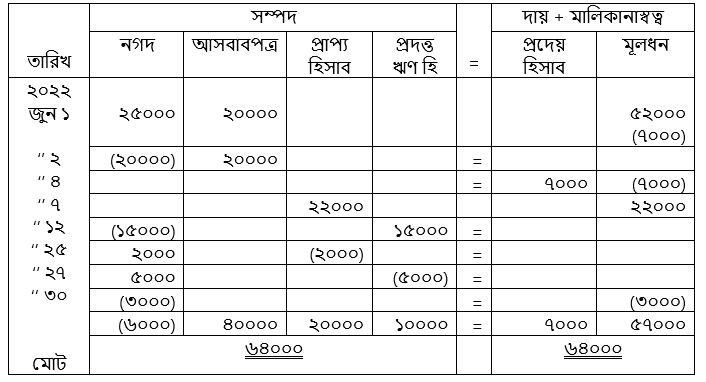 সম্পদ দায় + মালিকানাস্বত্ব
তারিখ নগদ আসবাবপত্র প্রাপ্য হিসাব প্রদত্ত ঋণ হি = প্রদেয় হিসাব মূলধন
২০২২
জুন ১ ২৫০০০ ২০০০০ ৫২০০০
(৭০০০)
“ ২ (২০০০০) ২০০০০ =
“ ৪ = ৭০০০ (৭০০০)
“ ৭ ২২০০০ ২২০০০
“ ১২ (১৫০০০) ১৫০০০ =
“ ২৫ ২০০০ (২০০০) =
“ ২৭ ৫০০০ (৫০০০) =
“ ৩০ (৩০০০) = (৩০০০)
(৬০০০) ৪০০০০ ২০০০০ ১০০০০ = ৭০০০ ৫৭০০০
মোট ৬৪০০০ ৬৪০০০